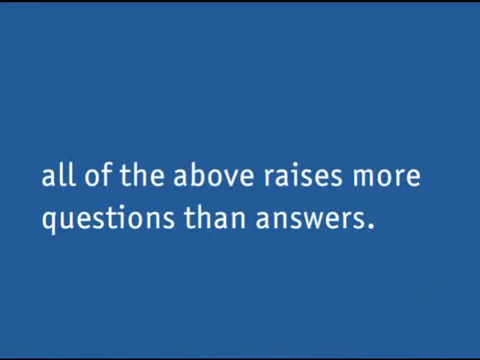 all of the above raises more
questions than answers.